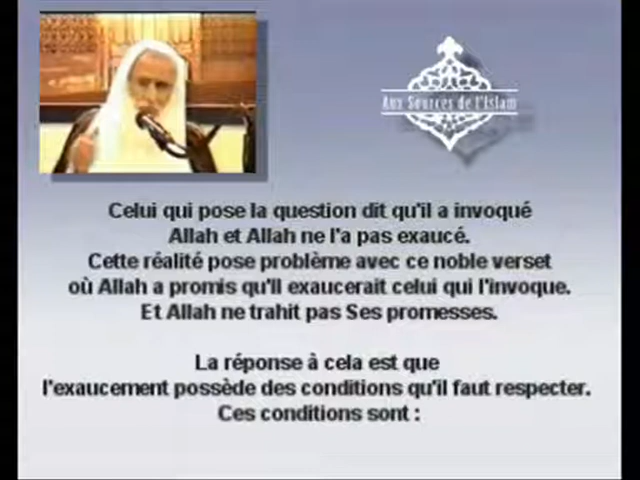 Aux Sources de l'Islam
Celui qui pose la question dit qu'il a invoqué
Allah et Allah ne l'a pas exaucé.
Cette réalité pose problème avec ce noble verset
où Allah a promis qu'Il exaucerait celui qui l'invoque.
Et Allah ne trahit pas Ses promesses.
La réponse à cela est que
l'exaucement possède des conditions qu'il faut respecter.
Ces conditions sont :